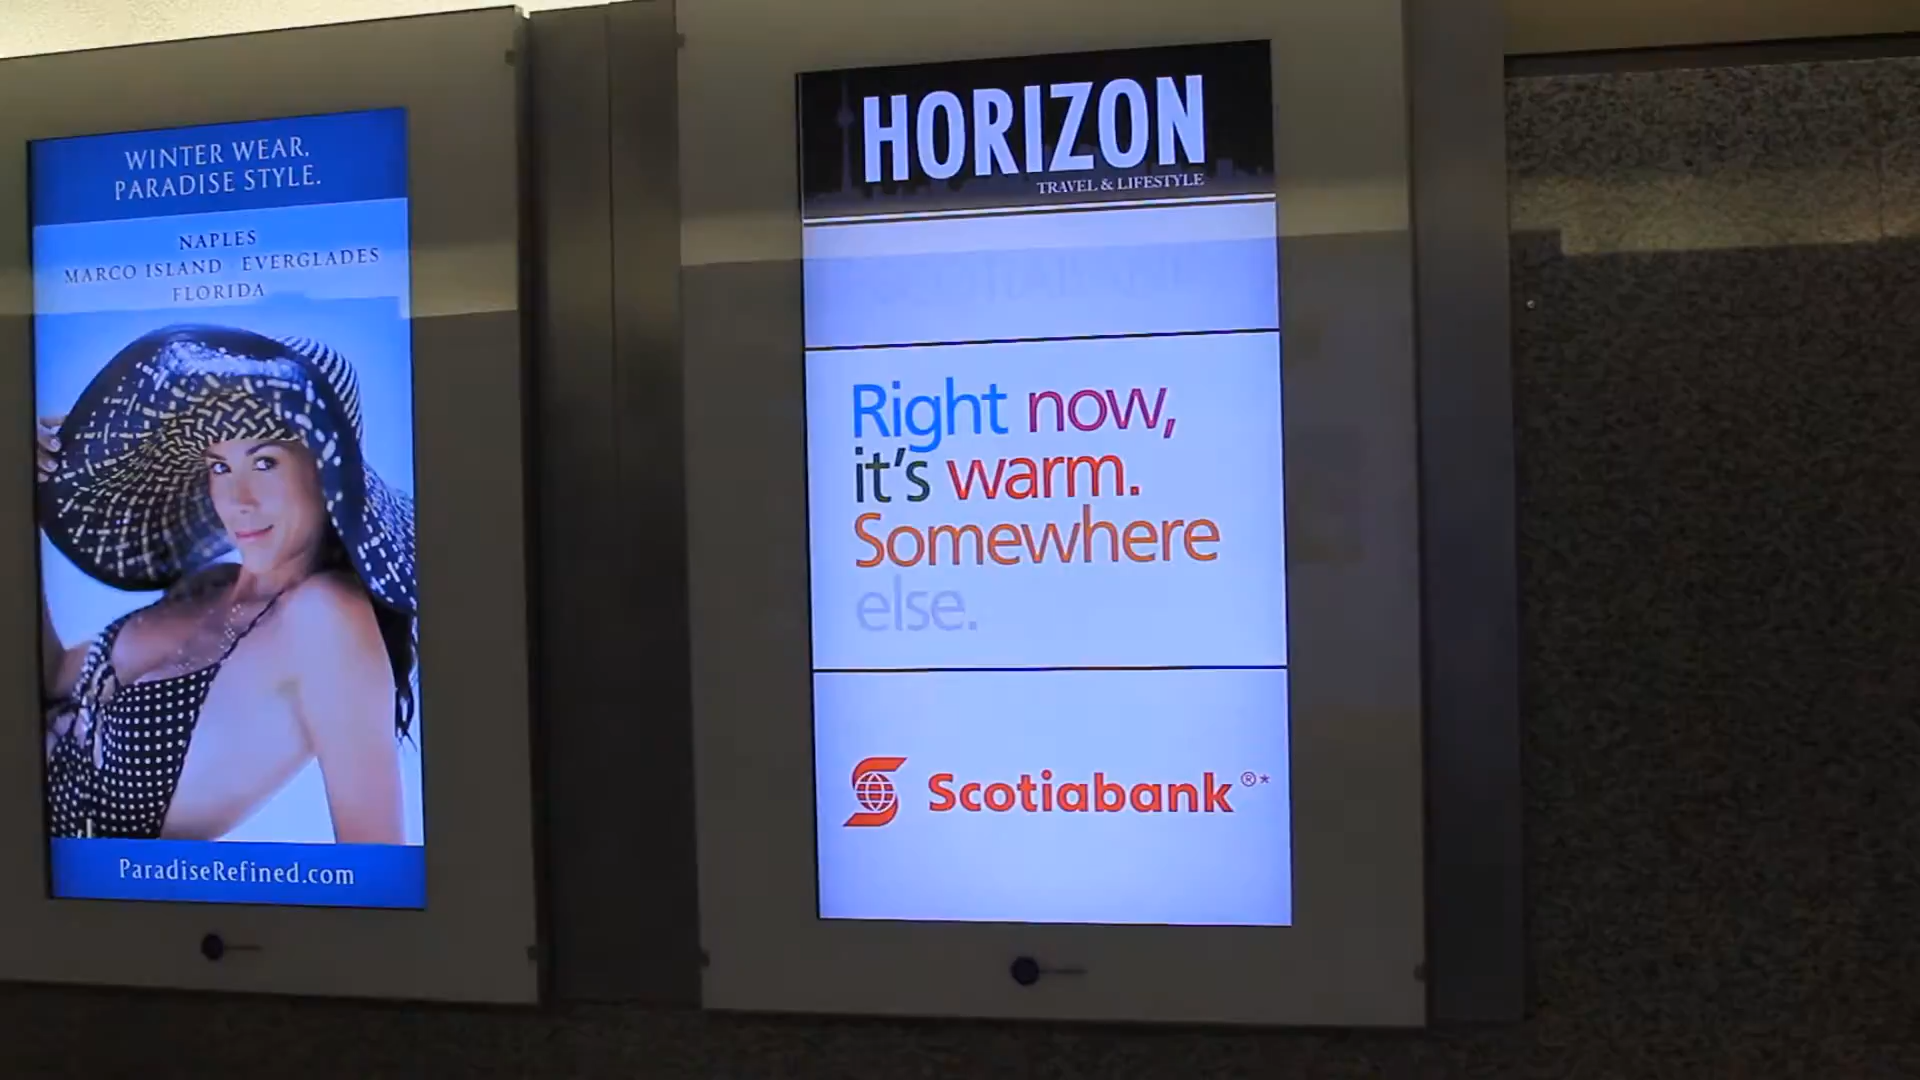 WINTER WEAR.
PARADISE STYLE.
NAPLES
MARCO ISLAND EVERGLADES
FLORIDA
ParadiseRefined.com
HORIZON
TRAVEL & LIFESTYLE
Right now,
it's warm.
Somewhere
else.
Scotiabank®*